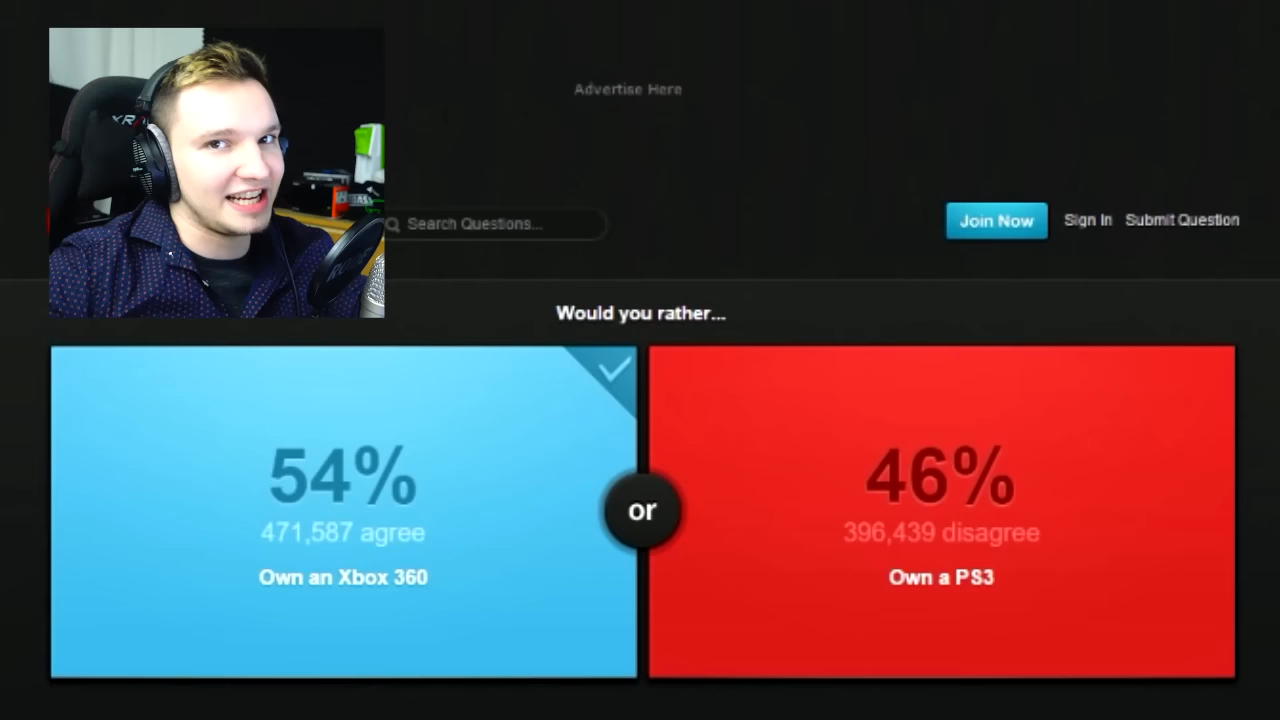 Advertise Here
Search Questions...
Join Now
Sign In
Submit Question
Would you rather...
54%
471,587 agree
Own an Xbox 360
or
46%
396,439 disagree
Own a PS3